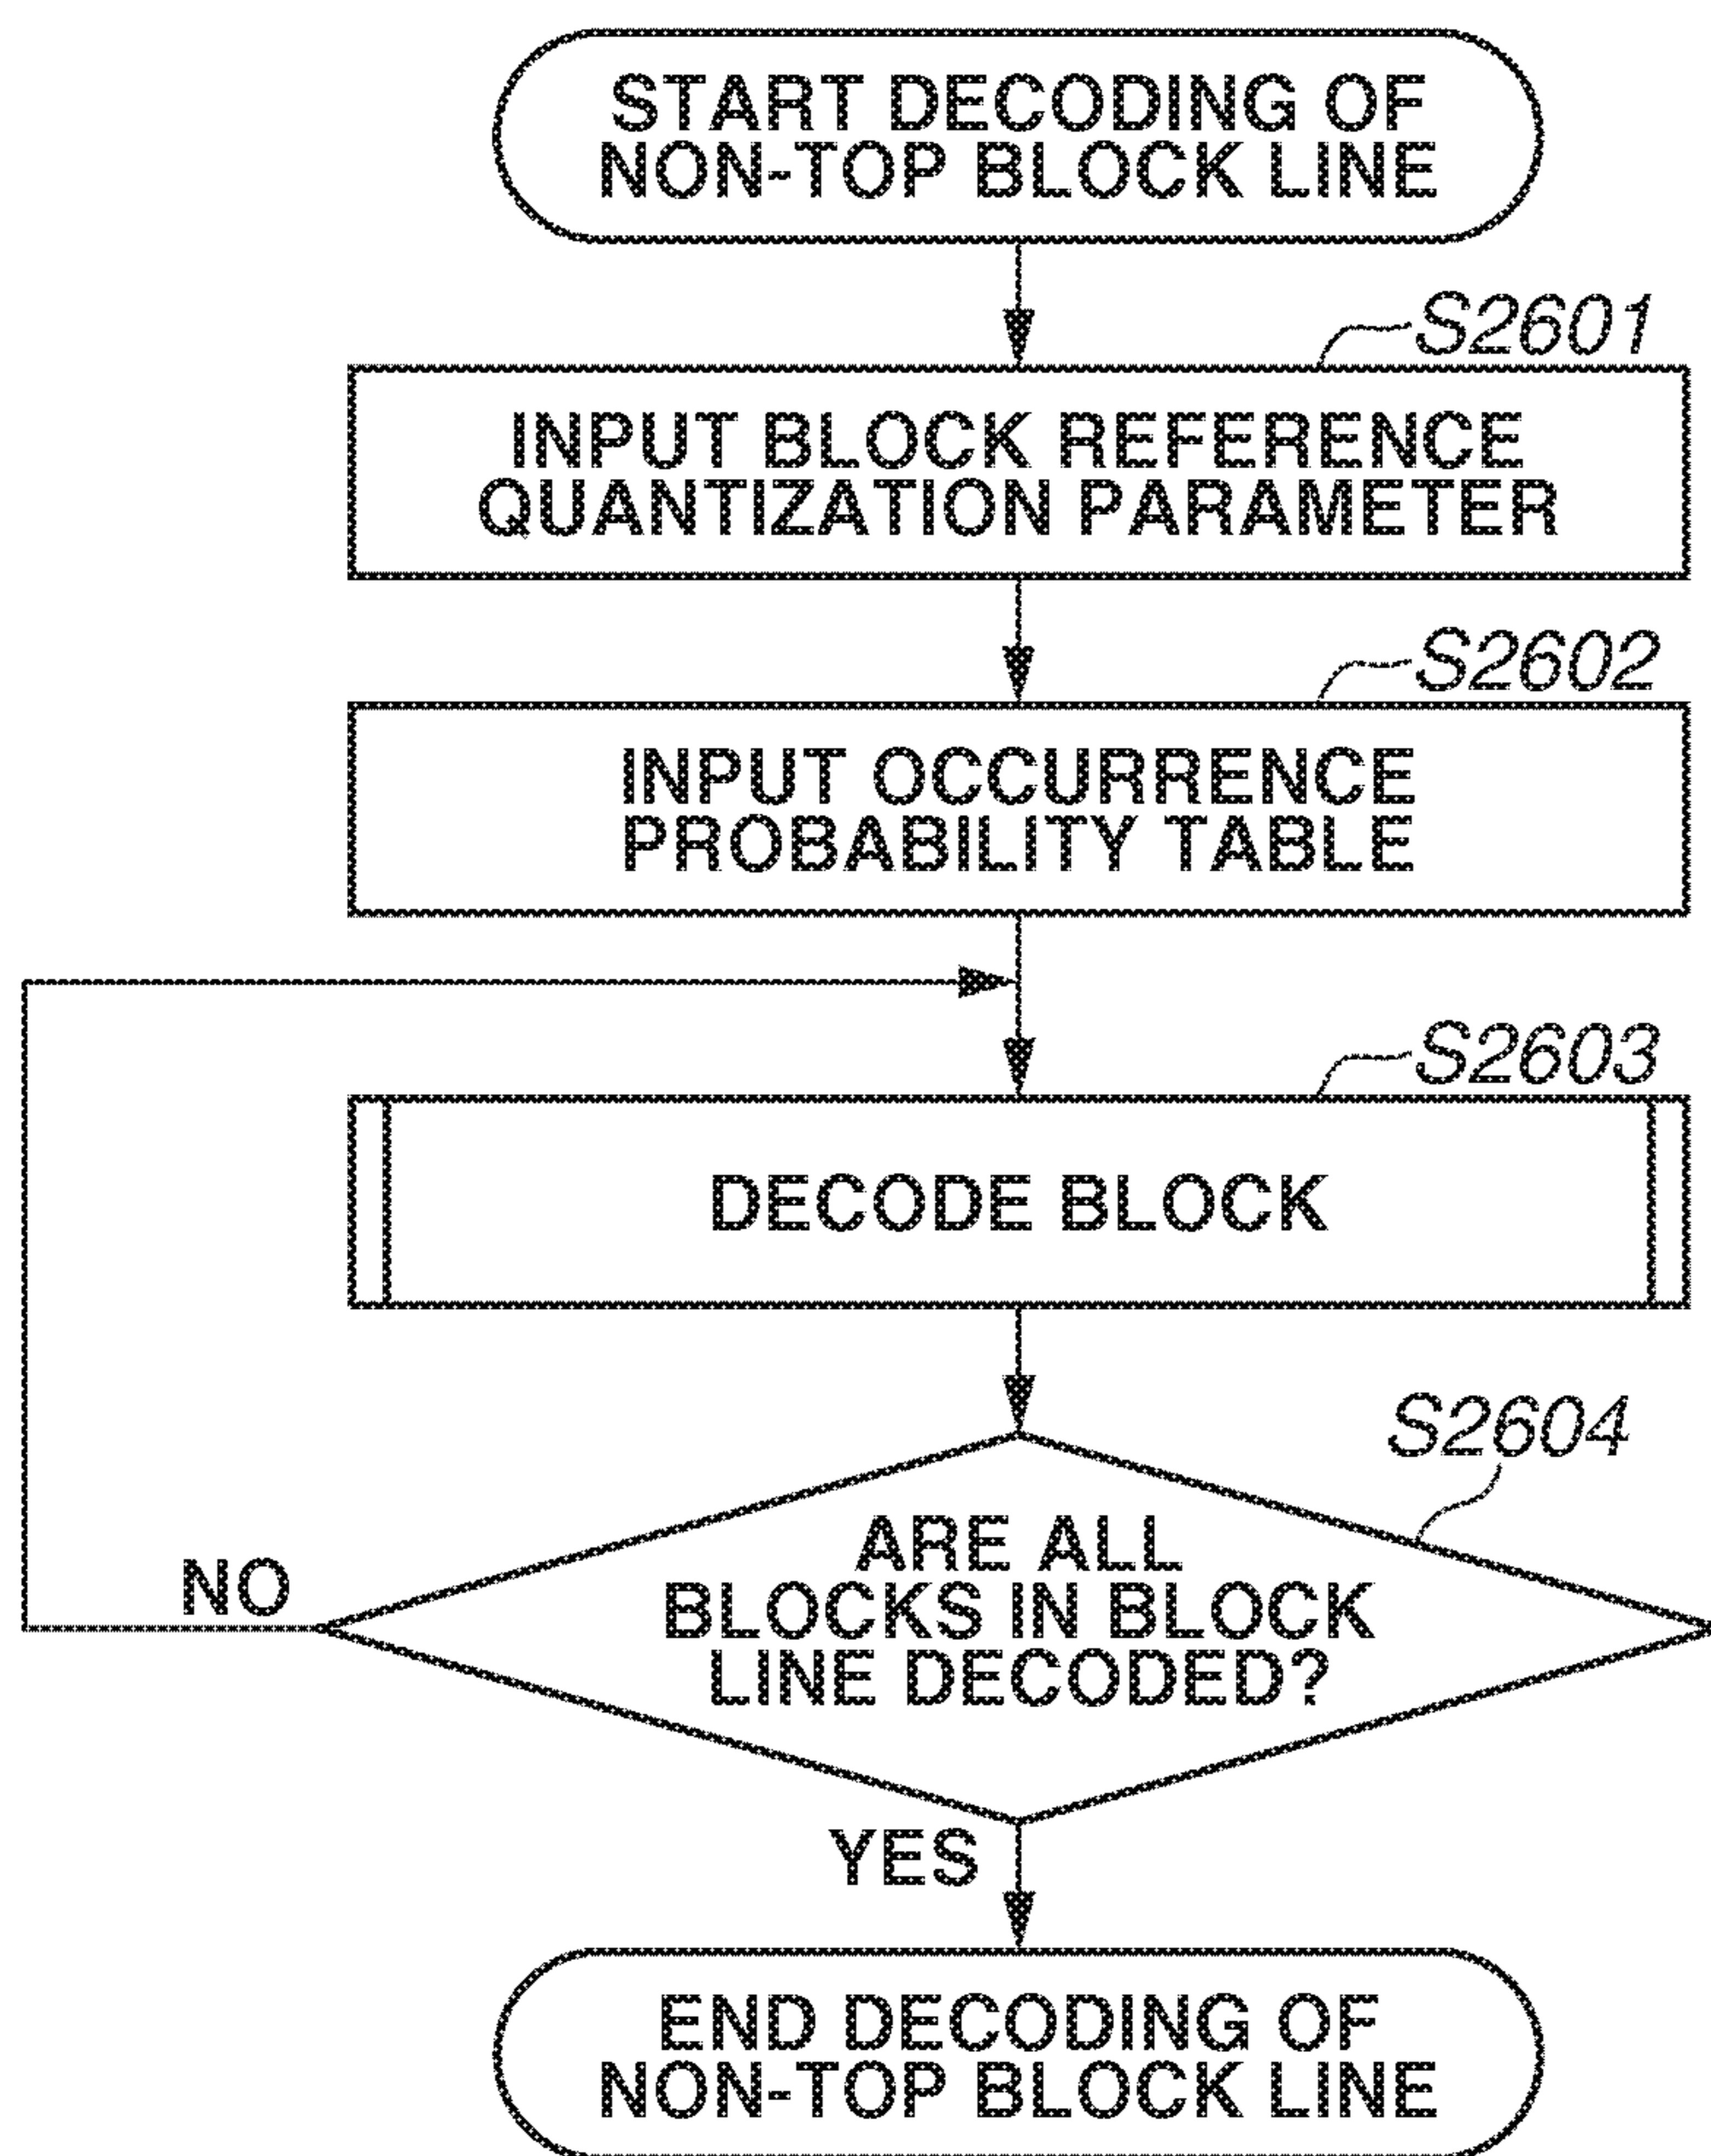 START DECODING OF
NON-TOP BLOCK LINE
S2601
INPUT BLOCK REFERENCE
QUANTIZATION PARAMETER
S2602
INPUT OCCURRENCE
PROBABILITY TABLE
S2603
DECODE BLOCK
S2604
ARE ALL
BLOCKS IN BLOCK
LINE DECODED?
NO
YES
END DECODING OF
NON-TOP BLOCK LINE